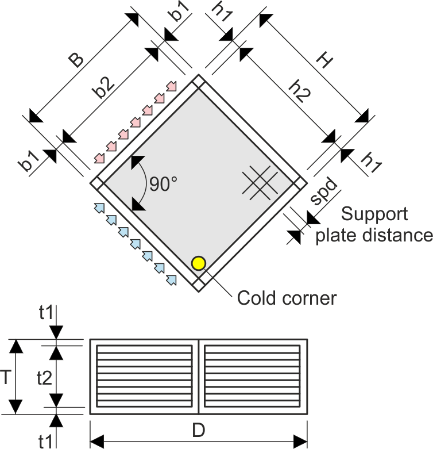 b1
h1
B
H
b2
h2
b1
h1
90°
spd
Support
plate distance
Cold corner
t1
T
t2
t1
D